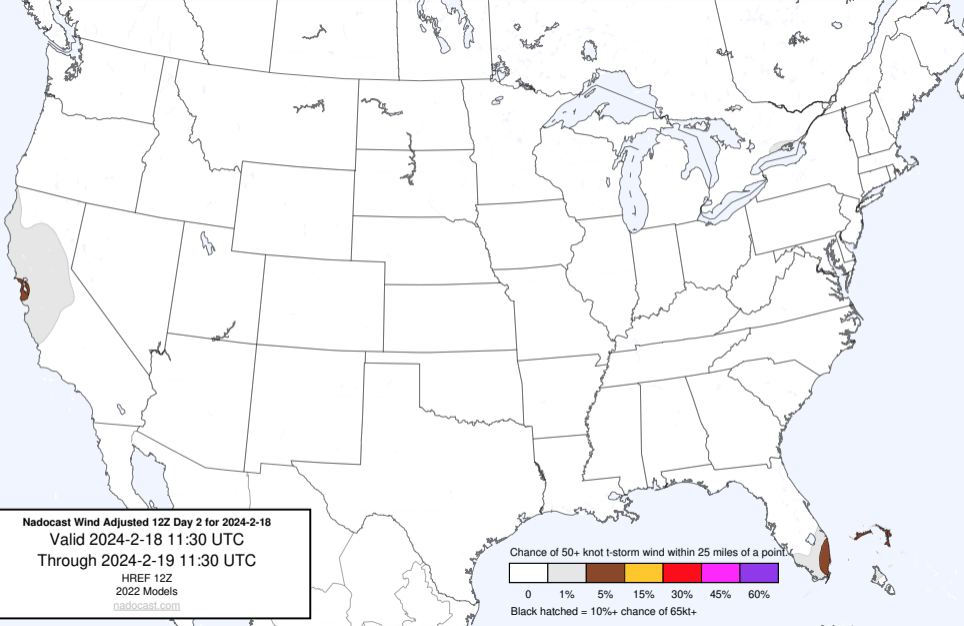 Nadocast Wind Adjusted 12Z Day 2 for 2024-2-18
Valid 2024-2-18 11:30 UTC
Through 2024-2-19 11:30 UTC
HREF 12Z
2022 Models
nadocast.com
Chance of 50+ knot t-storm wind within 25 miles of a point.
0 1% 5% 15% 30% 45% 60%
Black hatched = 10%+ chance of 65kt+